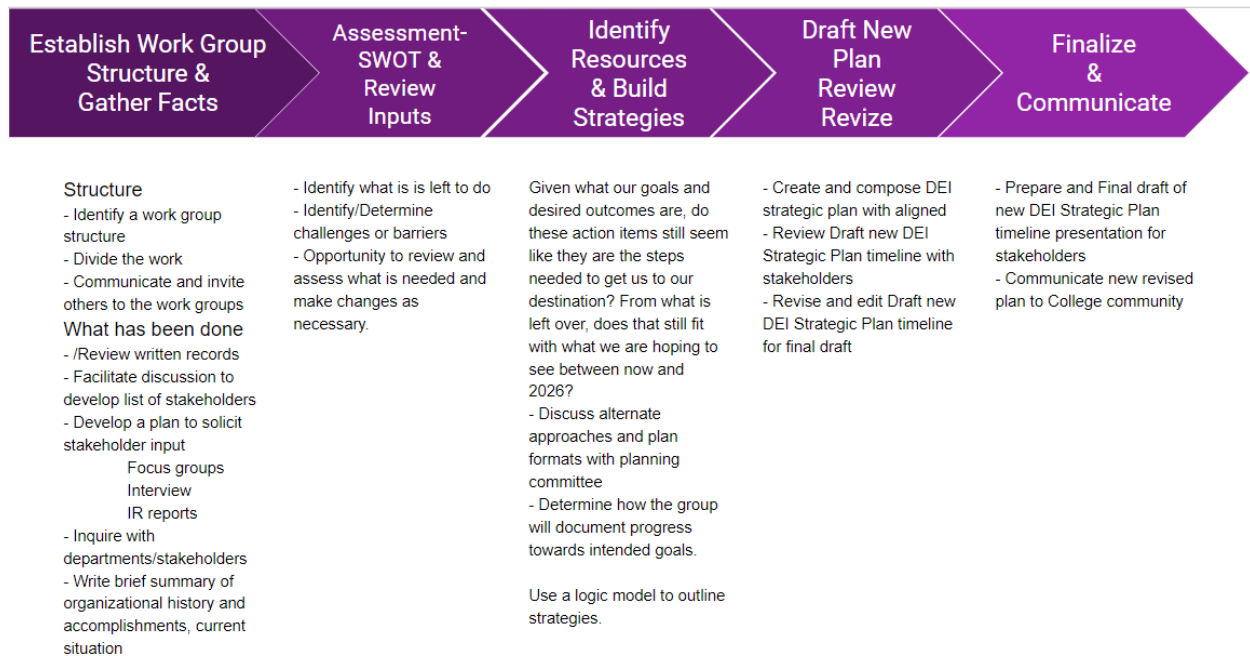 Establish Work Group
Structure &
Gather Facts
Assessment-
SWOT &
Review
Inputs
Identify
Resources
& Build
Strategies
Draft New
Plan
Review
Revize
Finalize
&
Communicate
Structure
- Identify a work group
structure
- Divide the work
- Communicate and invite
others to the work groups
What has been done
- /Review written records
- Facilitate discussion to
develop list of stakeholders
- Develop a plan to solicit
stakeholder input
Focus groups
Interview
IR reports
- Inquire with
departments/stakeholders
- Write brief summary of
organizational history and
accomplishments, current
situation
- Identify what is is left to do
- Identify/Determine
challenges or barriers
- Opportunity to review and
assess what is needed and
make changes as
necessary.
Given what our goals and
desired outcomes are, do
these action items still seem
like they are the steps
needed to get us to our
destination? From what is
left over, does that still fit
with what we are hoping to
see between now and
2026?
- Discuss alternate
approaches and plan
formats with planning
committee
- Determine how the group
will document progress
towards intended goals.
Use a logic model to outline
strategies.
- Create and compose DEI
strategic plan with aligned
- Review Draft new DEI
Strategic Plan timeline with
stakeholders
- Revise and edit Draft new
DEI Strategic Plan timeline
for final draft
- Prepare and Final draft of
new DEI Strategic Plan
timeline presentation for
stakeholders
- Communicate new revised
plan to College community